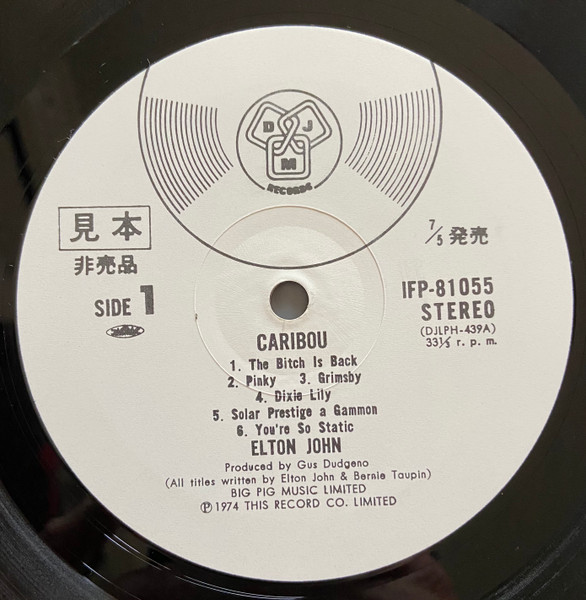 D J M
RECORDS
見本
非売品
7/5 発売
SIDE 1
IFP-81055
STEREO
(DJLPH-439A)
33⅓ r. p. m.
CARIBOU
1. The Bitch Is Back
2. Pinky 3. Grimsby
4. Dixie Lily
5. Solar Prestige a Gammon
6. You're So Static
ELTON JOHN
Produced by Gus Dudgeno
(All titles written by Elton John & Bernie Taupin)
BIG PIG MUSIC LIMITED
Ⓟ 1974 THIS RECORD CO. LIMITED